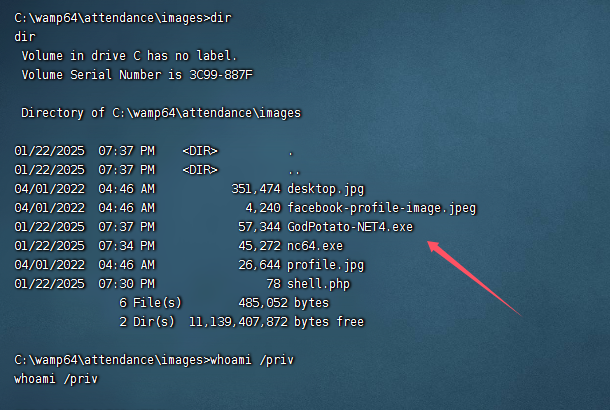 C:\wamp64\attendance\images>dir
dir
 Volume in drive C has no label.
 Volume Serial Number is 3C99-887F
 Directory of C:\wamp64\attendance\images
01/22/2025  07:37 PM    <DIR>          .
01/22/2025  07:37 PM    <DIR>          ..
04/01/2022  04:46 AM           351,474 desktop.jpg
04/01/2022  04:46 AM             4,240 facebook-profile-image.jpeg
01/22/2025  07:37 PM            57,344 GodPotato-NET4.exe
01/22/2025  07:34 PM            45,272 nc64.exe
04/01/2022  04:46 AM            26,644 profile.jpg
01/22/2025  07:30 PM                78 shell.php
               6 File(s)        485,052 bytes
               2 Dir(s)  11,139,407,872 bytes free
C:\wamp64\attendance\images>whoami /priv
whoami /priv